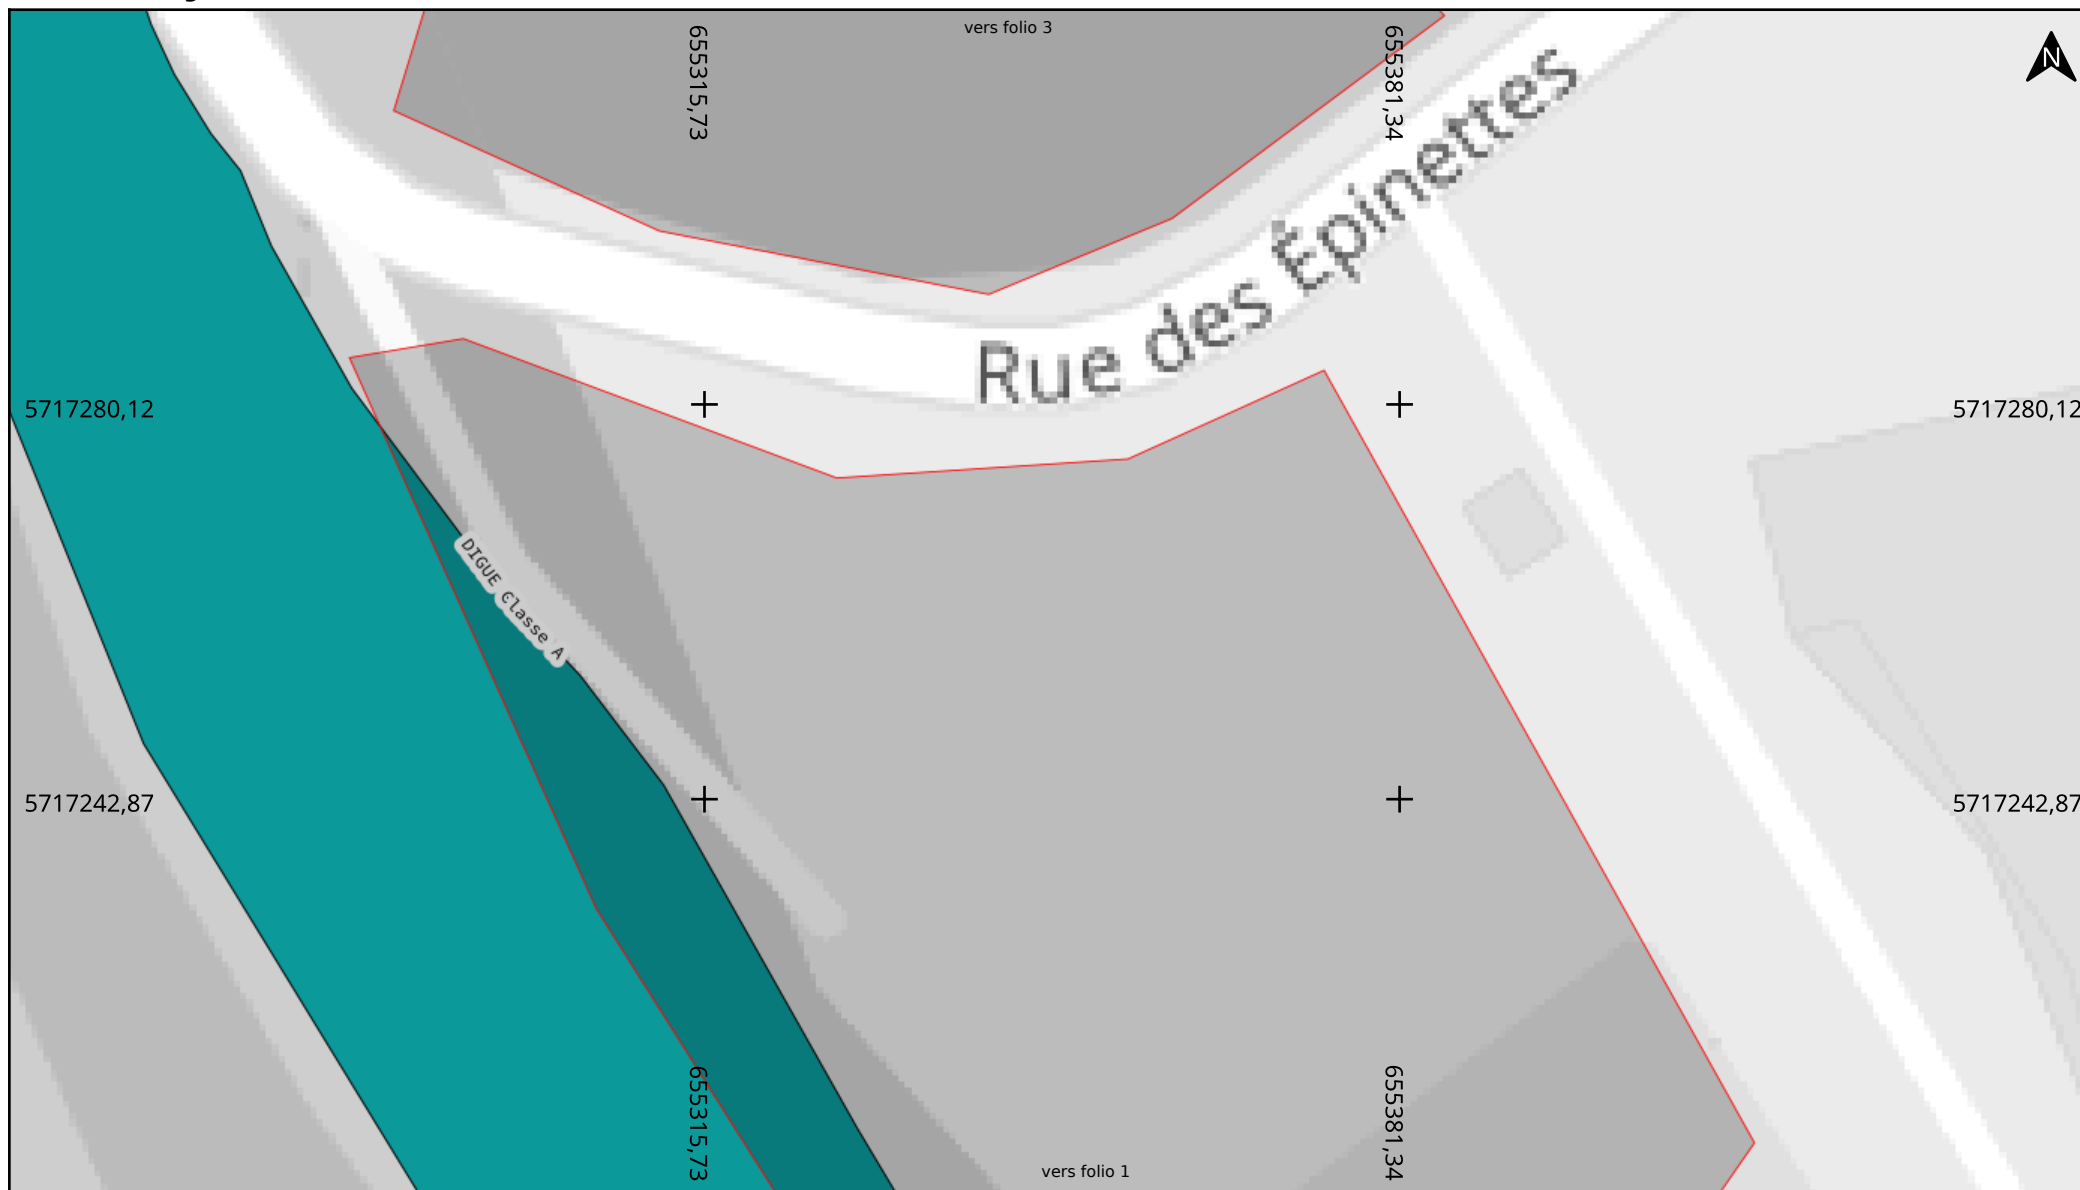 vers folio 3
655315,73
655381,34
N
Rue des Épinettes
5717280,12
5717280,12
DIGUE Classe A
5717242,87
5717242,87
655315,73
655381,34
vers folio 1